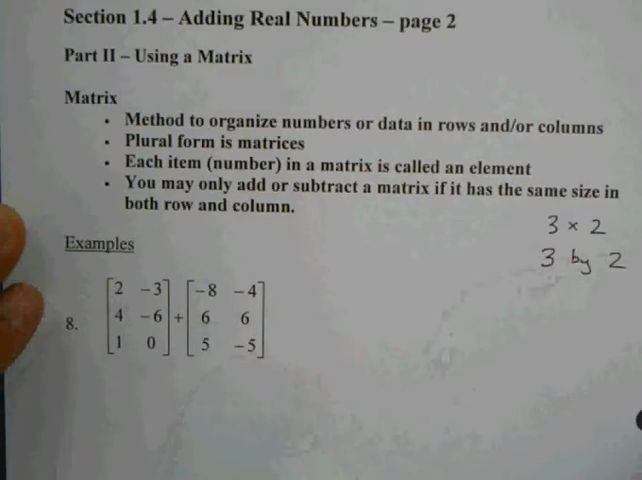 Section 1.4 – Adding Real Numbers – page 2
Part II – Using a Matrix
Matrix
• Method to organize numbers or data in rows and/or columns
• Plural form is matrices
• Each item (number) in a matrix is called an element
• You may only add or subtract a matrix if it has the same size in
both row and column.
3 × 2
Examples
3 by 2
2 -3 -8 -4
8. 4 -6 + 6 6
1 0 5 -5